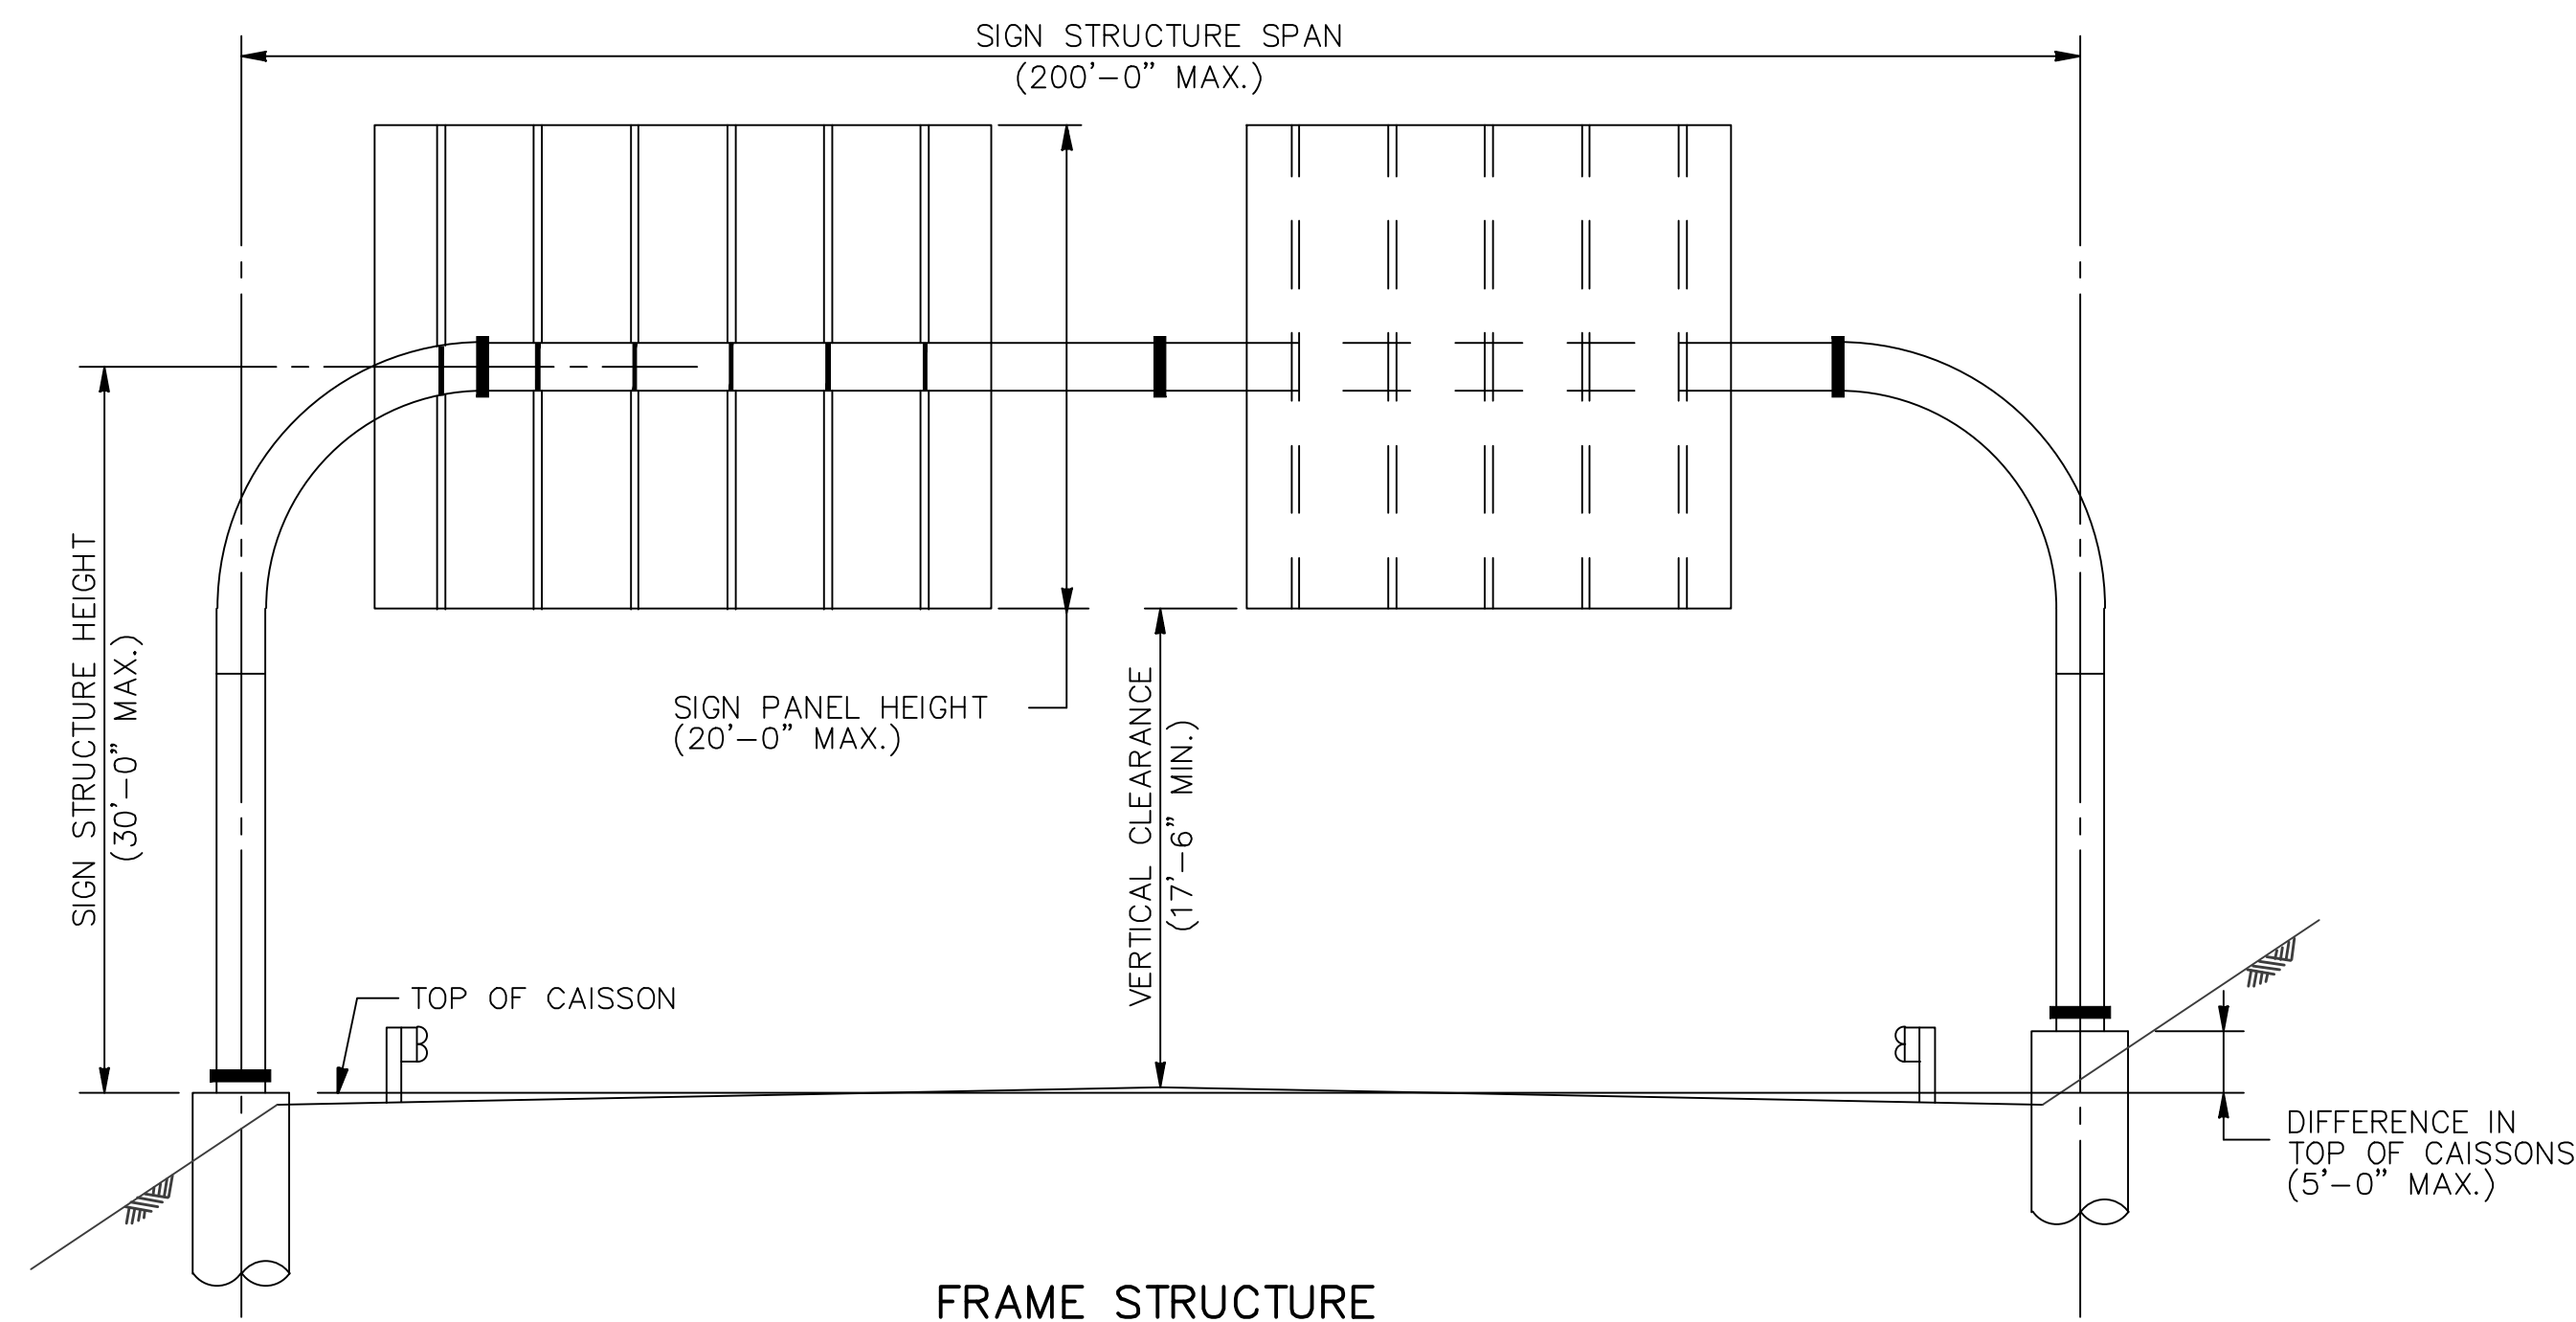 SIGN STRUCTURE SPAN
(200'-0" MAX.)
SIGN STRUCTURE HEIGHT
(30'-0" MAX.)
SIGN PANEL HEIGHT
(20'-0" MAX.)
VERTICAL CLEARANCE
(17'-6" MIN.)
TOP OF CAISSON
DIFFERENCE IN
TOP OF CAISSONS
(5'-0" MAX.)
FRAME STRUCTURE